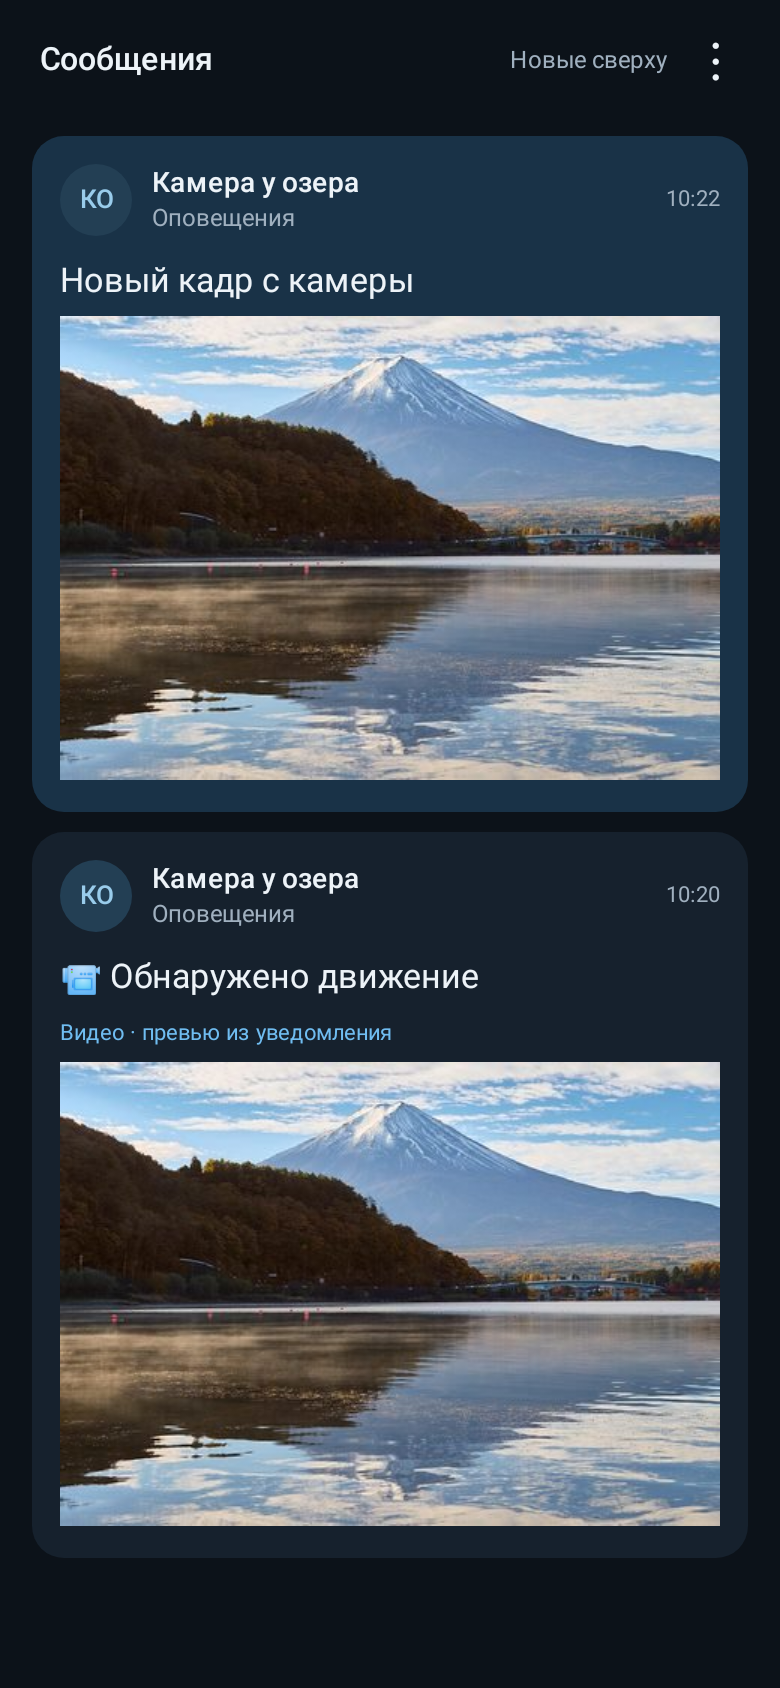 Сообщения
Новые сверху
КО
Камера у озера
Оповещения
10:22
Новый кадр с камеры
КО
Камера у озера
Оповещения
10:20
Обнаружено движение
Видео · превью из уведомления